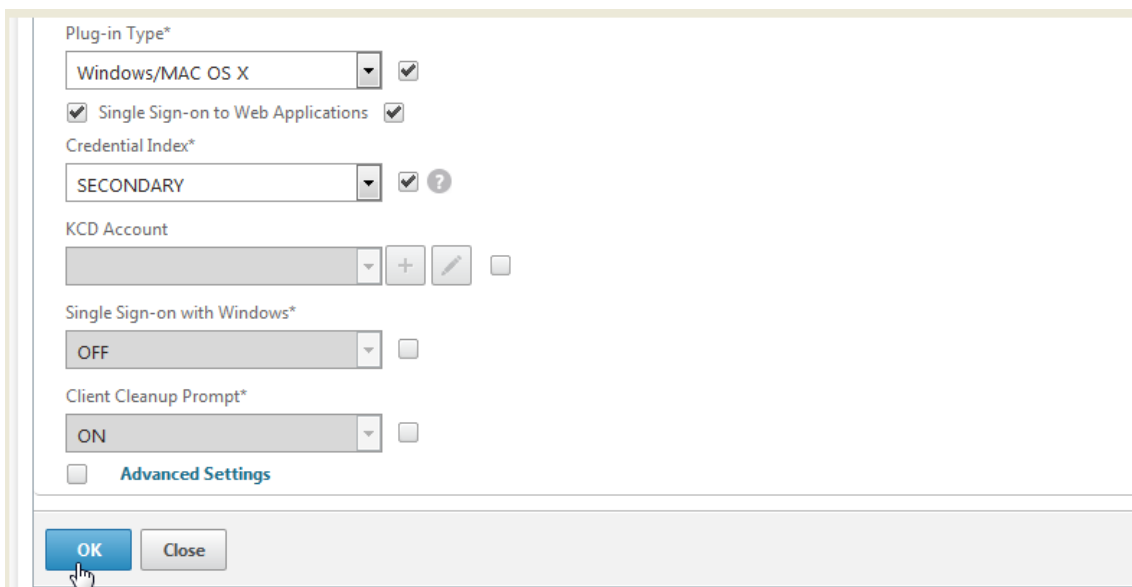 Plug-in Type*
Windows/MAC OS X
Single Sign-on to Web Applications
Credential Index*
SECONDARY
?
KCD Account
+
Single Sign-on with Windows*
OFF
Client Cleanup Prompt*
ON
Advanced Settings
OK Close